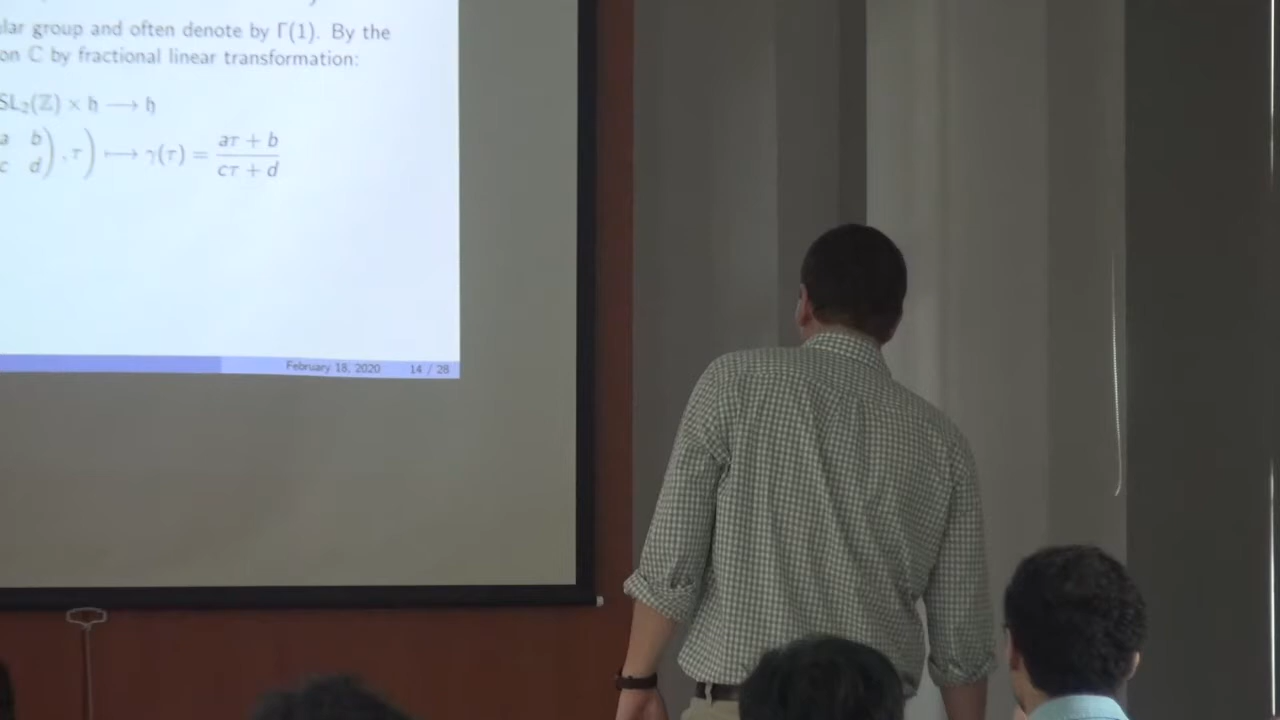 lar group and often denote by Γ(1). By the
on ℂ by fractional linear transformation:
SL₂(ℤ) × 𝔥 ⟶ 𝔥
a b
c d), τ) ⟼ γ(τ) = aτ + b / cτ + d
February 18, 2020 14 / 28